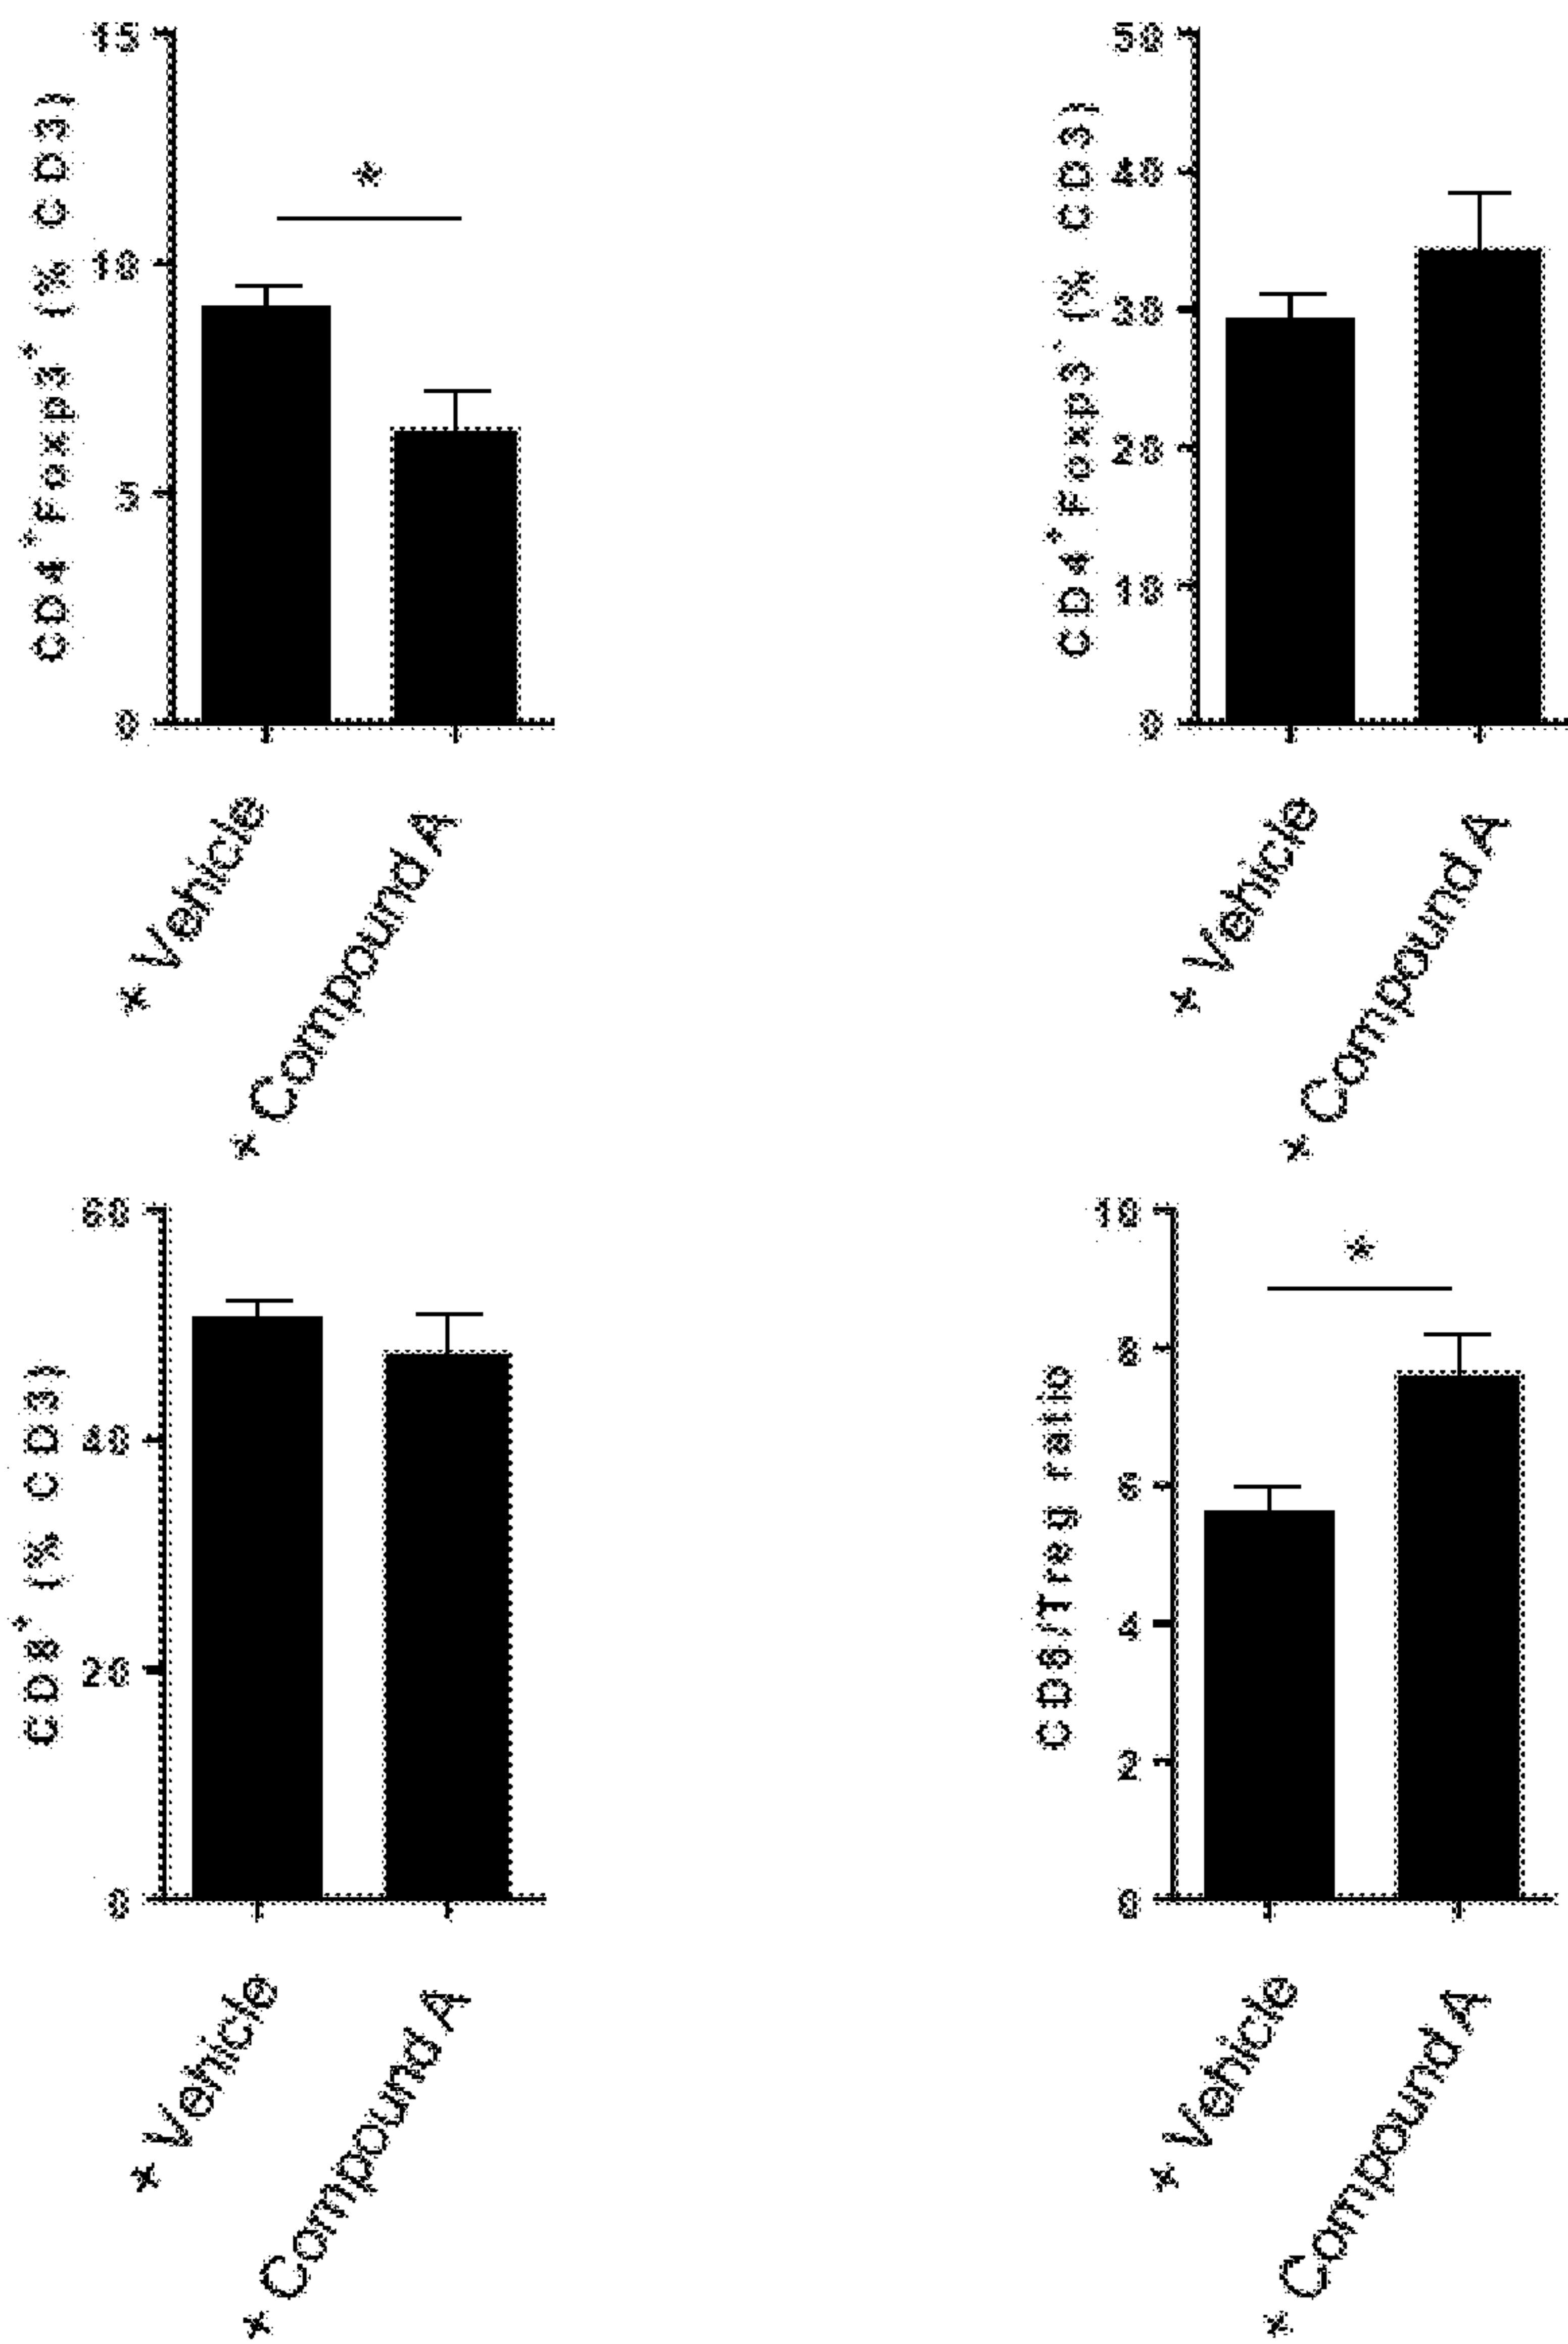 CD4⁺Foxp3⁺ (% CD3)
15
10
5
0
*
* Vehicle
* Compound A
CD4⁺Foxp3⁻ (% CD3)
50
40
30
20
10
0
* Vehicle
* Compound A
CD8⁺ (% CD3)
60
40
20
0
* Vehicle
+ Compound A
CD8/Treg ratio
10
8
6
4
2
0
*
* Vehicle
* Compound A